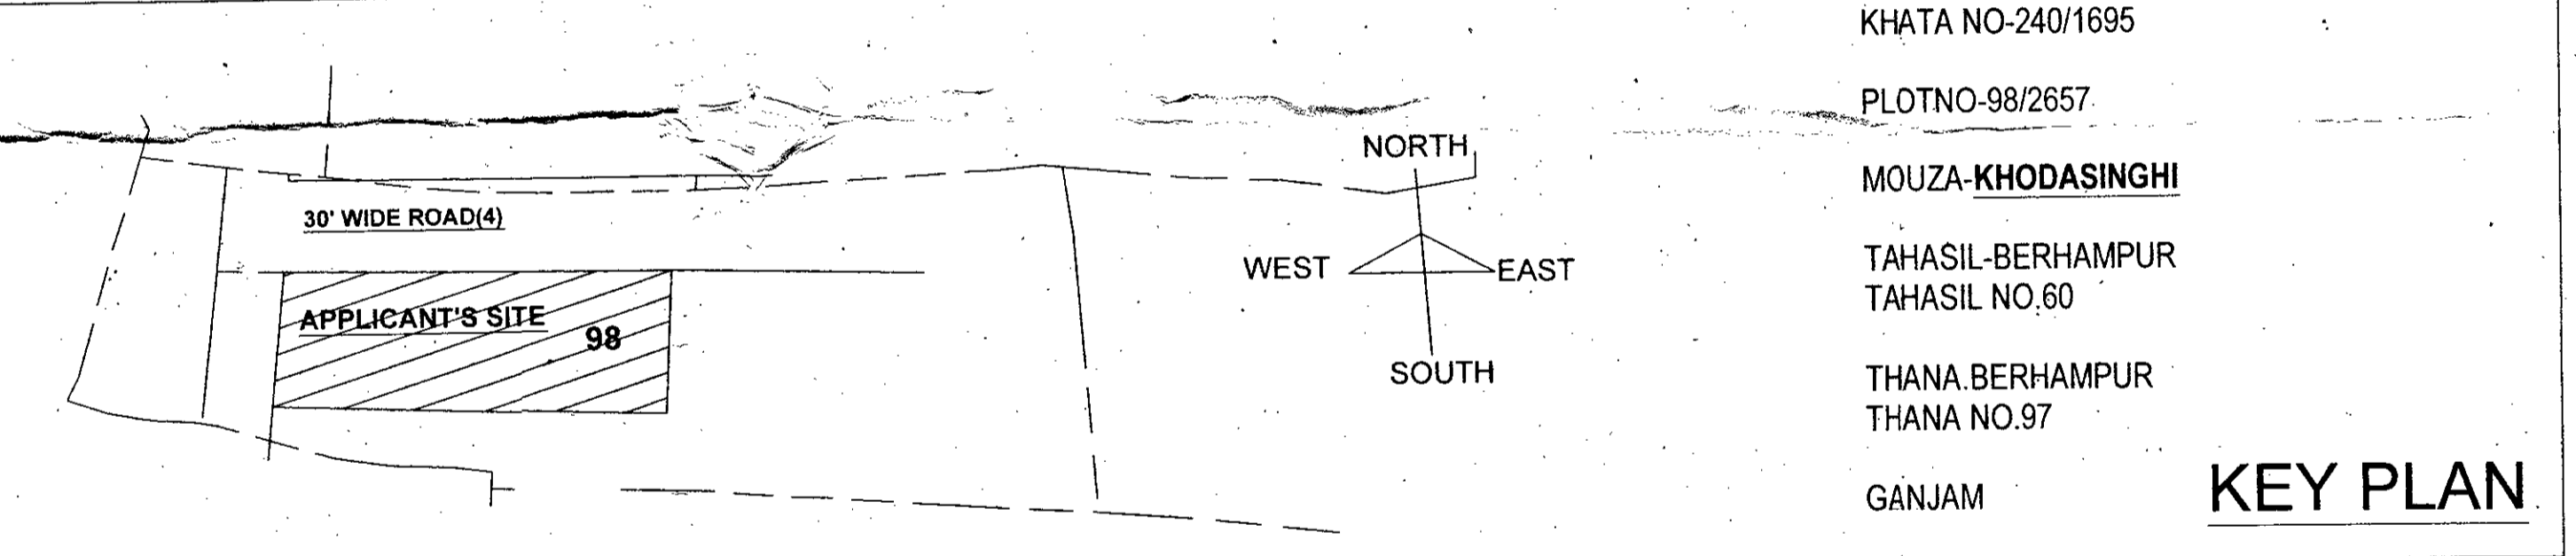 KHATA NO-240/1695
PLOTNO-98/2657
MOUZA-KHODASINGHI
TAHASIL-BERHAMPUR
TAHASIL NO.60
THANA.BERHAMPUR
THANA NO.97
GANJAM
KEY PLAN
NORTH
WEST
EAST
SOUTH
30' WIDE ROAD(4)
APPLICANT'S SITE
98